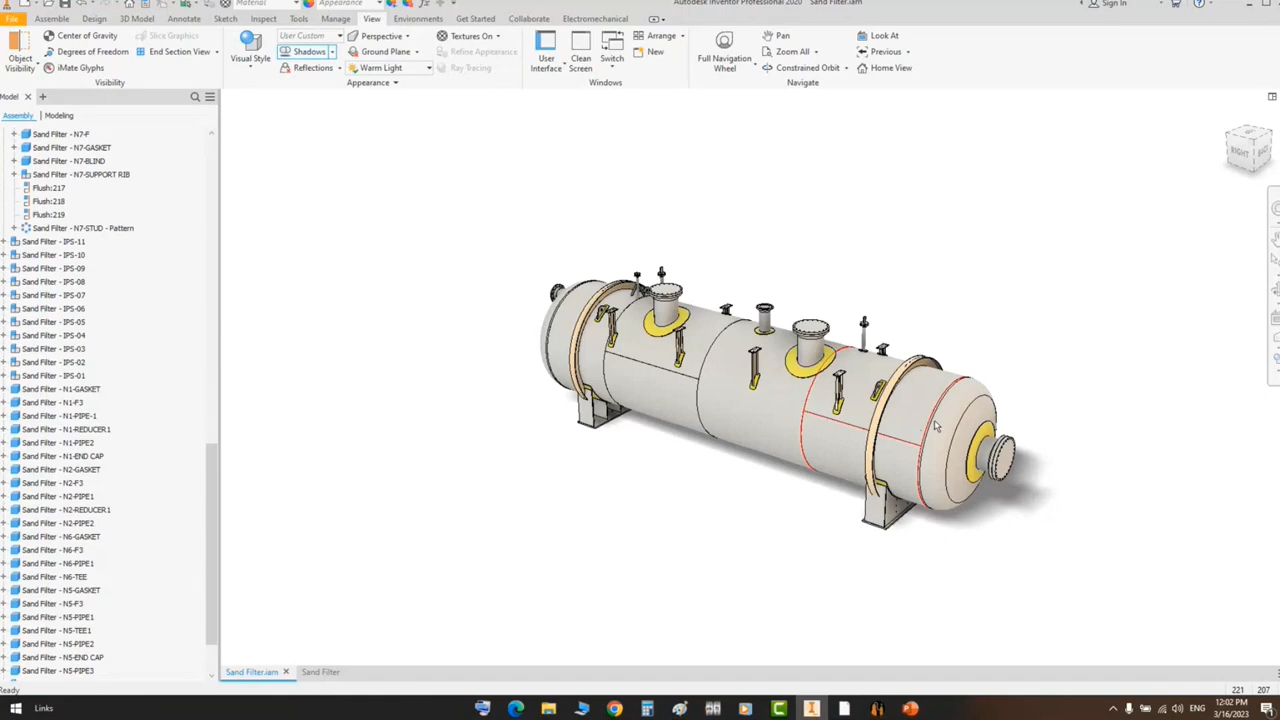 Material
Appearance
Autodesk Inventor Professional 2020
Sand Filter.iam
Sign In
File
Assemble
Design
3D Model
Annotate
Sketch
Inspect
Tools
Manage
View
Environments
Get Started
Collaborate
Electromechanical
Object
Visibility
Center of Gravity
Slice Graphics
Degrees of Freedom
End Section View
iMate Glyphs
Visibility
Visual Style
User Custom
Perspective
Textures On
Shadows
Ground Plane
Refine Appearance
Reflections
Warm Light
Ray Tracing
Appearance
User
Interface
Clean
Screen
Switch
Arrange
New
Windows
Full Navigation
Wheel
Pan
Look At
Zoom All
Previous
Constrained Orbit
Home View
Navigate
Model
Assembly
Modeling
Sand Filter - N7-F
Sand Filter - N7-GASKET
Sand Filter - N7-BLIND
Sand Filter - N7-SUPPORT RIB
Flush:217
Flush:218
Flush:219
Sand Filter - N7-STUD - Pattern
Sand Filter - IPS-11
Sand Filter - IPS-10
Sand Filter - IPS-09
Sand Filter - IPS-08
Sand Filter - IPS-07
Sand Filter - IPS-06
Sand Filter - IPS-05
Sand Filter - IPS-04
Sand Filter - IPS-03
Sand Filter - IPS-02
Sand Filter - IPS-01
Sand Filter - N1-GASKET
Sand Filter - N1-F3
Sand Filter - N1-PIPE-1
Sand Filter - N1-REDUCER1
Sand Filter - N1-PIPE2
Sand Filter - N1-END CAP
Sand Filter - N2-GASKET
Sand Filter - N2-F3
Sand Filter - N2-PIPE1
Sand Filter - N2-REDUCER1
Sand Filter - N2-PIPE2
Sand Filter - N6-GASKET
Sand Filter - N6-F3
Sand Filter - N6-PIPE1
Sand Filter - N6-TEE
Sand Filter - N5-GASKET
Sand Filter - N5-F3
Sand Filter - N5-PIPE1
Sand Filter - N5-TEE1
Sand Filter - N5-PIPE2
Sand Filter - N5-END CAP
Sand Filter - N5-PIPE3
RIGHT
Sand Filter.iam
Sand Filter
Ready
221
207
Links
ENG
12:02 PM
3/16/2023